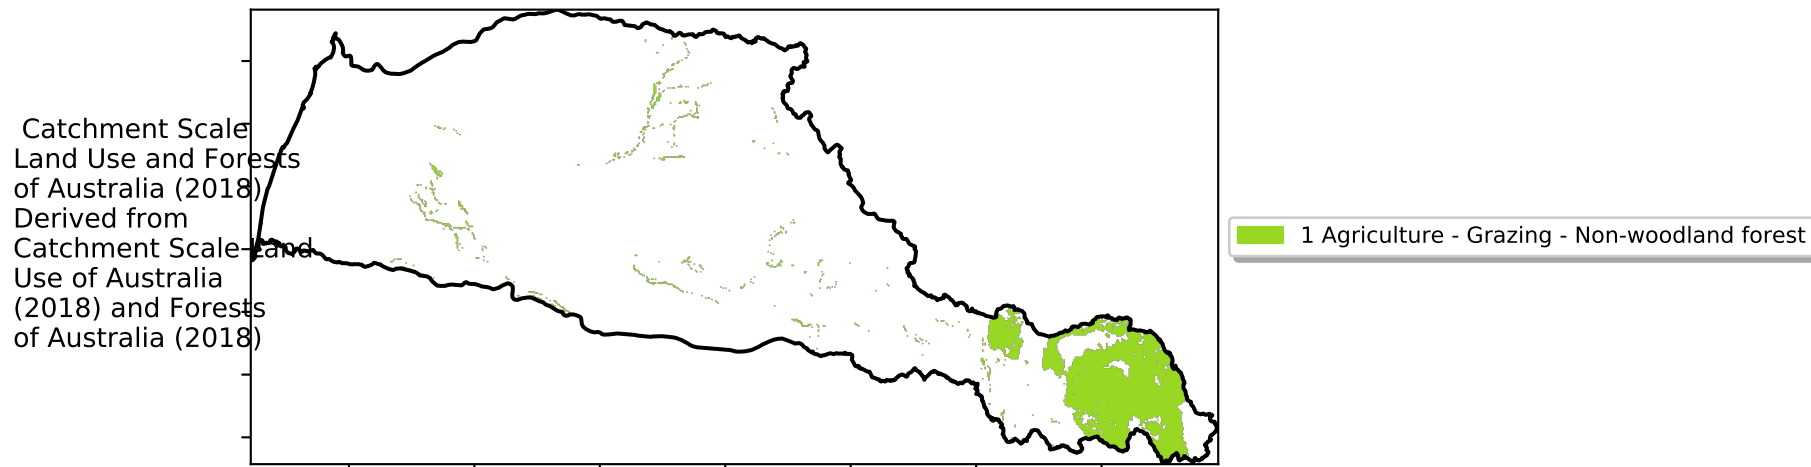 Catchment Scale
Land Use and Forests
of Australia (2018)
Derived from
Catchment Scale Land
Use of Australia
(2018) and Forests
of Australia (2018)
1 Agriculture - Grazing - Non-woodland forest